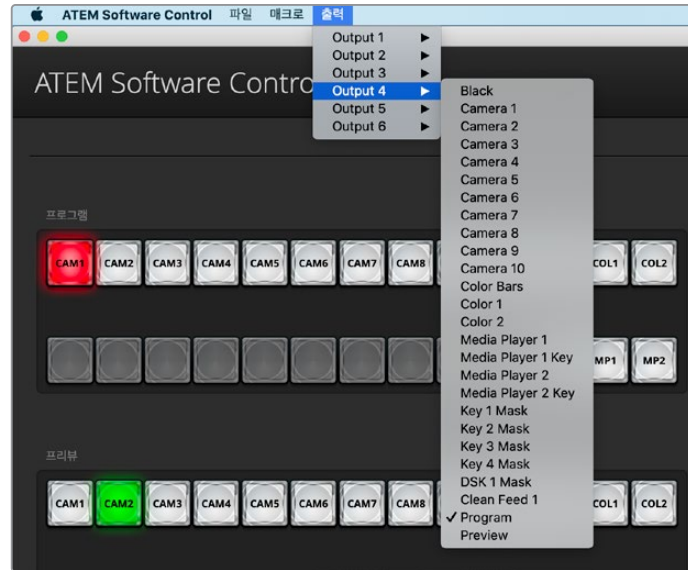 ATEM Software Control 파일 매크로 출력
Output 1
Output 2
Output 3
Output 4
Output 5
Output 6
ATEM Software Contro
Black
Camera 1
Camera 2
Camera 3
Camera 4
Camera 5
Camera 6
Camera 7
Camera 8
Camera 9
Camera 10
Color Bars
Color 1
Color 2
Media Player 1
Media Player 1 Key
Media Player 2
Media Player 2 Key
Key 1 Mask
Key 2 Mask
Key 3 Mask
Key 4 Mask
DSK 1 Mask
Clean Feed 1
Program
Preview
프로그램
CAM1 CAM2 CAM3 CAM4 CAM5 CAM6 CAM7 CAM8 COL1 COL2
MP1 MP2
프리뷰
CAM1 CAM2 CAM3 CAM4 CAM5 CAM6 CAM7 CAM8 COL1 COL2